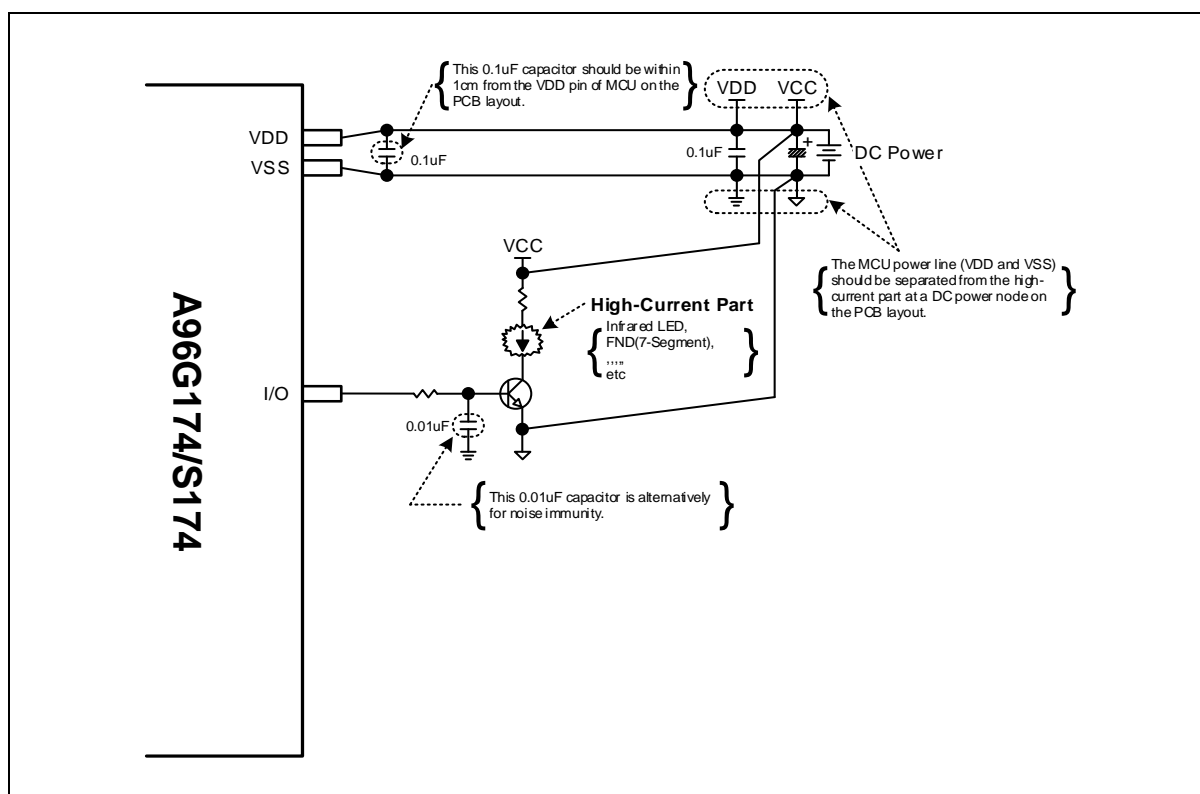 This 0.1uF capacitor should be within
1cm from the VDD pin of MCU on the
PCB layout.
VDD
VCC
VDD
VSS
0.1uF
0.1uF
+
DC Power
The MCU power line (VDD and VSS)
should be separated from the high-
current part at a DC power node on
the PCB layout.
VCC
High-Current Part
Infrared LED,
FND(7-Segment),
,,,,,
etc
A96G174/S174
I/O
0.01uF
This 0.01uF capacitor is alternatively
for noise immunity.